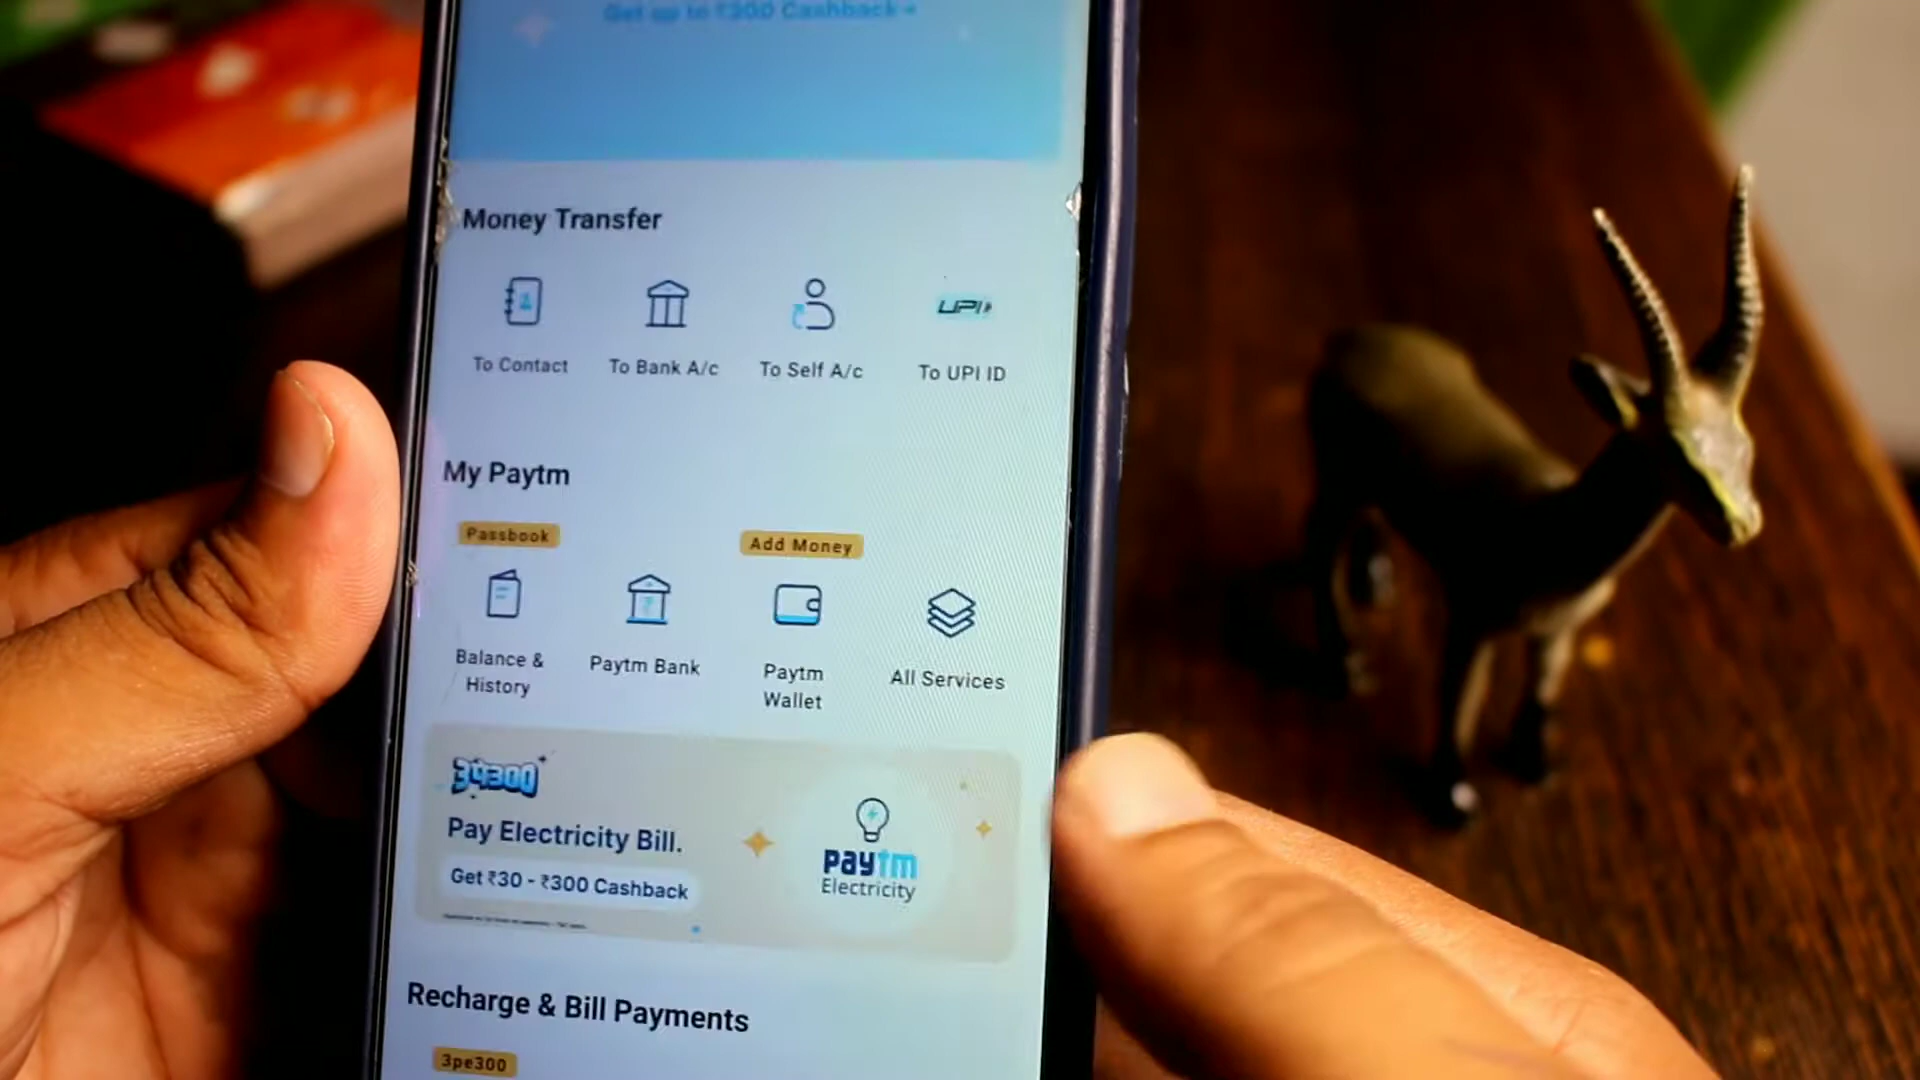 Get up to ₹300 Cashback
Money Transfer
To Contact
To Bank A/c
To Self A/c
UPI
To UPI ID
My Paytm
Passbook
Add Money
Balance &
History
Paytm Bank
Paytm
Wallet
All Services
Pay Electricity Bill.
Get ₹30 - ₹300 Cashback
paytm
Electricity
Recharge & Bill Payments
3pe300